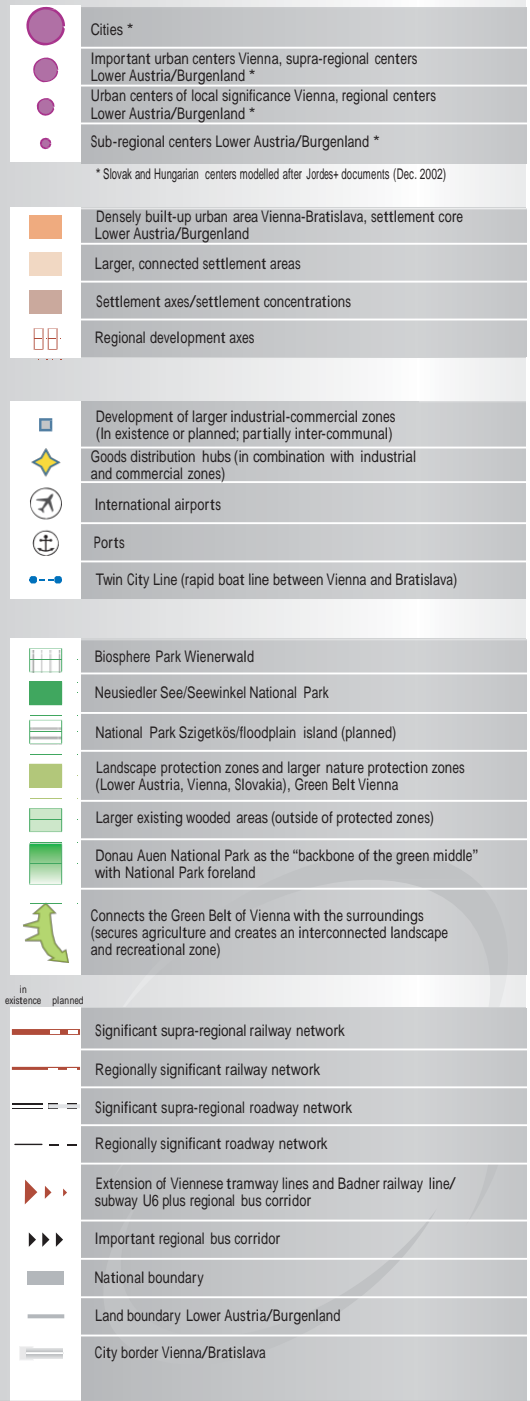 Cities *
Important urban centers Vienna, supra-regional centers
Lower Austria/Burgenland *
Urban centers of local significance Vienna, regional centers
Lower Austria/Burgenland *
Sub-regional centers Lower Austria/Burgenland *
* Slovak and Hungarian centers modelled after Jordes+ documents (Dec. 2002)
Densely built-up urban area Vienna-Bratislava, settlement core
Lower Austria/Burgenland
Larger, connected settlement areas
Settlement axes/settlement concentrations
Regional development axes
Development of larger industrial-commercial zones
(In existence or planned; partially inter-communal)
Goods distribution hubs (in combination with industrial
and commercial zones)
International airports
Ports
Twin City Line (rapid boat line between Vienna and Bratislava)
Biosphere Park Wienerwald
Neusiedler See/Seewinkel National Park
National Park Szigetkös/floodplain island (planned)
Landscape protection zones and larger nature protection zones
(Lower Austria, Vienna, Slovakia), Green Belt Vienna
Larger existing wooded areas (outside of protected zones)
Donau Auen National Park as the “backbone of the green middle”
with National Park foreland
Connects the Green Belt of Vienna with the surroundings
(secures agriculture and creates an interconnected landscape
and recreational zone)
in
existence planned
Significant supra-regional railway network
Regionally significant railway network
Significant supra-regional roadway network
Regionally significant roadway network
Extension of Viennese tramway lines and Badner railway line/
subway U6 plus regional bus corridor
Important regional bus corridor
National boundary
Land boundary Lower Austria/Burgenland
City border Vienna/Bratislava